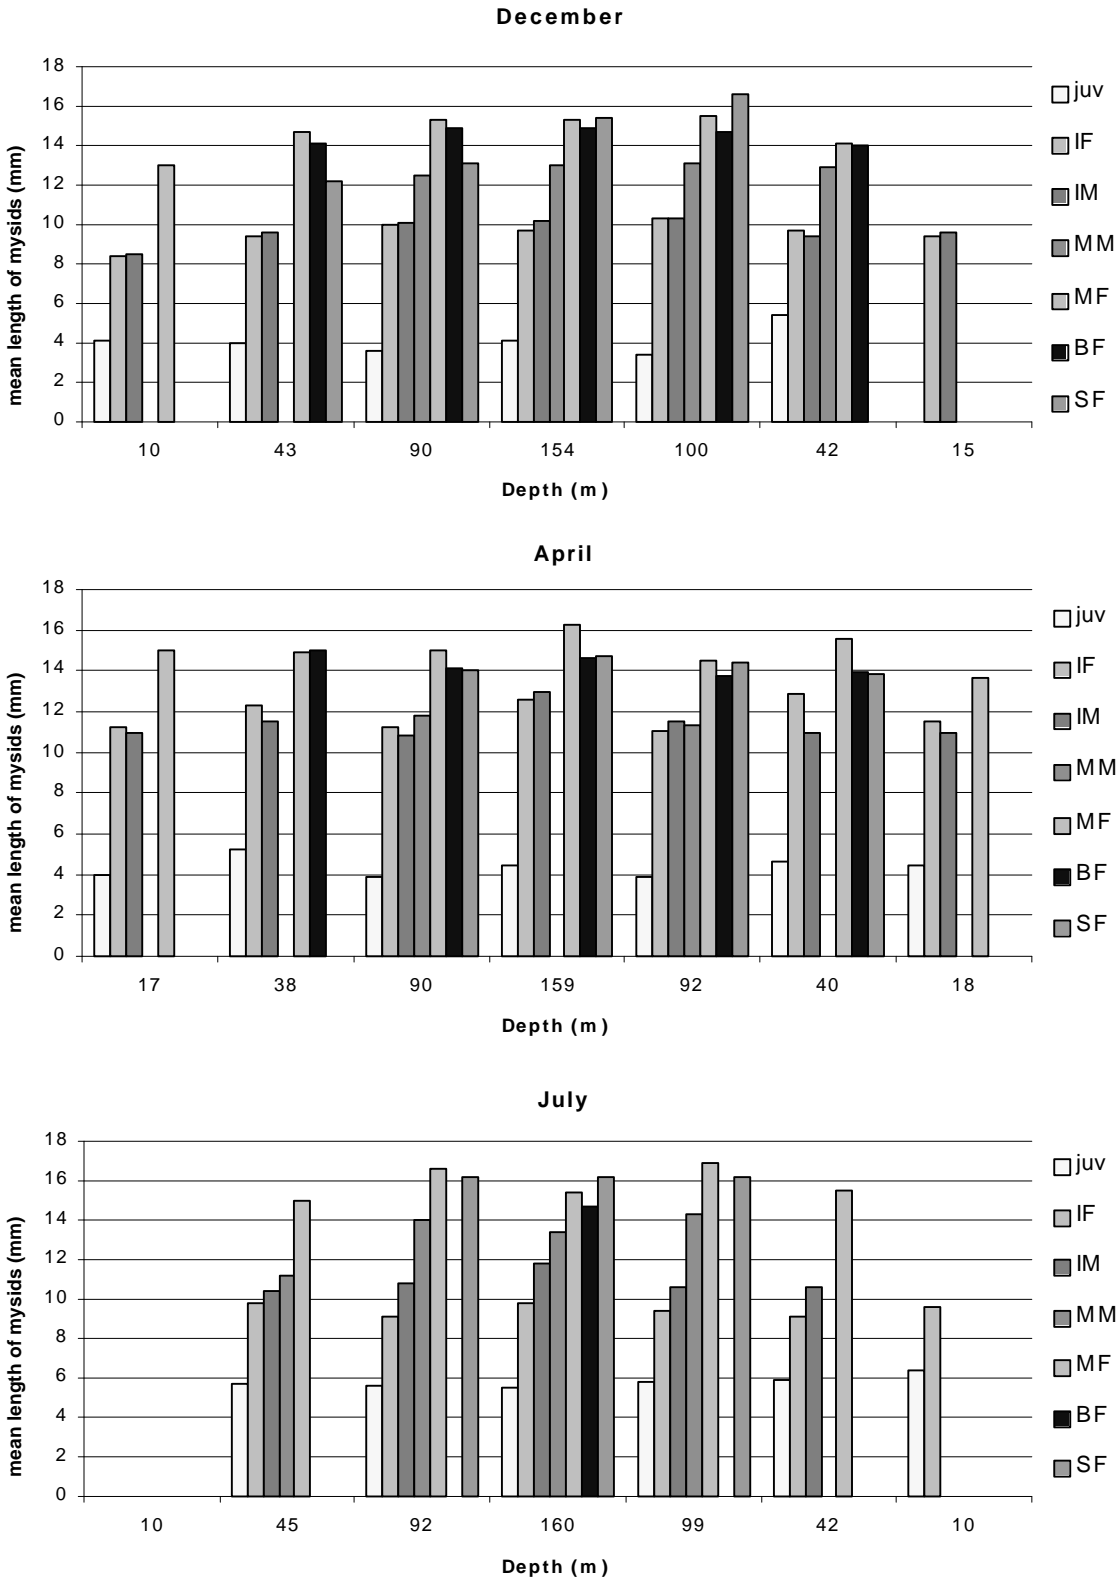 December
mean length of mysids (mm)
18
16
14
12
10
8
6
4
2
0
10 43 90 154 100 42 15
Depth (m)
juv
IF
IM
MM
MF
BF
SF
April
mean length of mysids (mm)
18
16
14
12
10
8
6
4
2
0
17 38 90 159 92 40 18
Depth (m)
juv
IF
IM
MM
MF
BF
SF
July
mean length of mysids (mm)
18
16
14
12
10
8
6
4
2
0
10 45 92 160 99 42 10
Depth (m)
juv
IF
IM
MM
MF
BF
SF